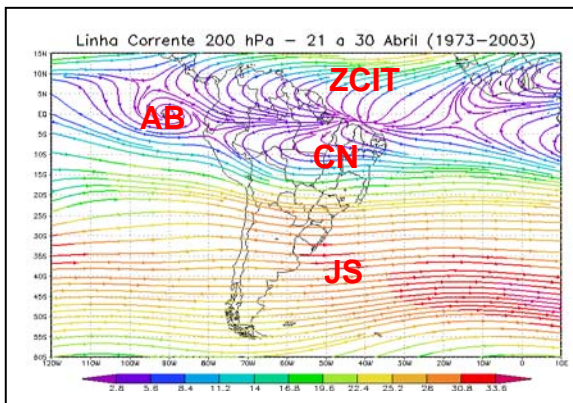 Linha Corrente 200 hPa – 21 a 30 Abril (1973–2003)
15N
10N
5N
EQ
5S
10S
15S
20S
25S
30S
35S
40S
45S
50S
55S
60S
ZCIT
AB
CN
JS
120W 110W 100W 90W 80W 70W 60W 50W 40W 30W 20W 10W 0 10E
2.8 5.6 8.4 11.2 14 16.8 19.6 22.4 25.2 28 30.8 33.6